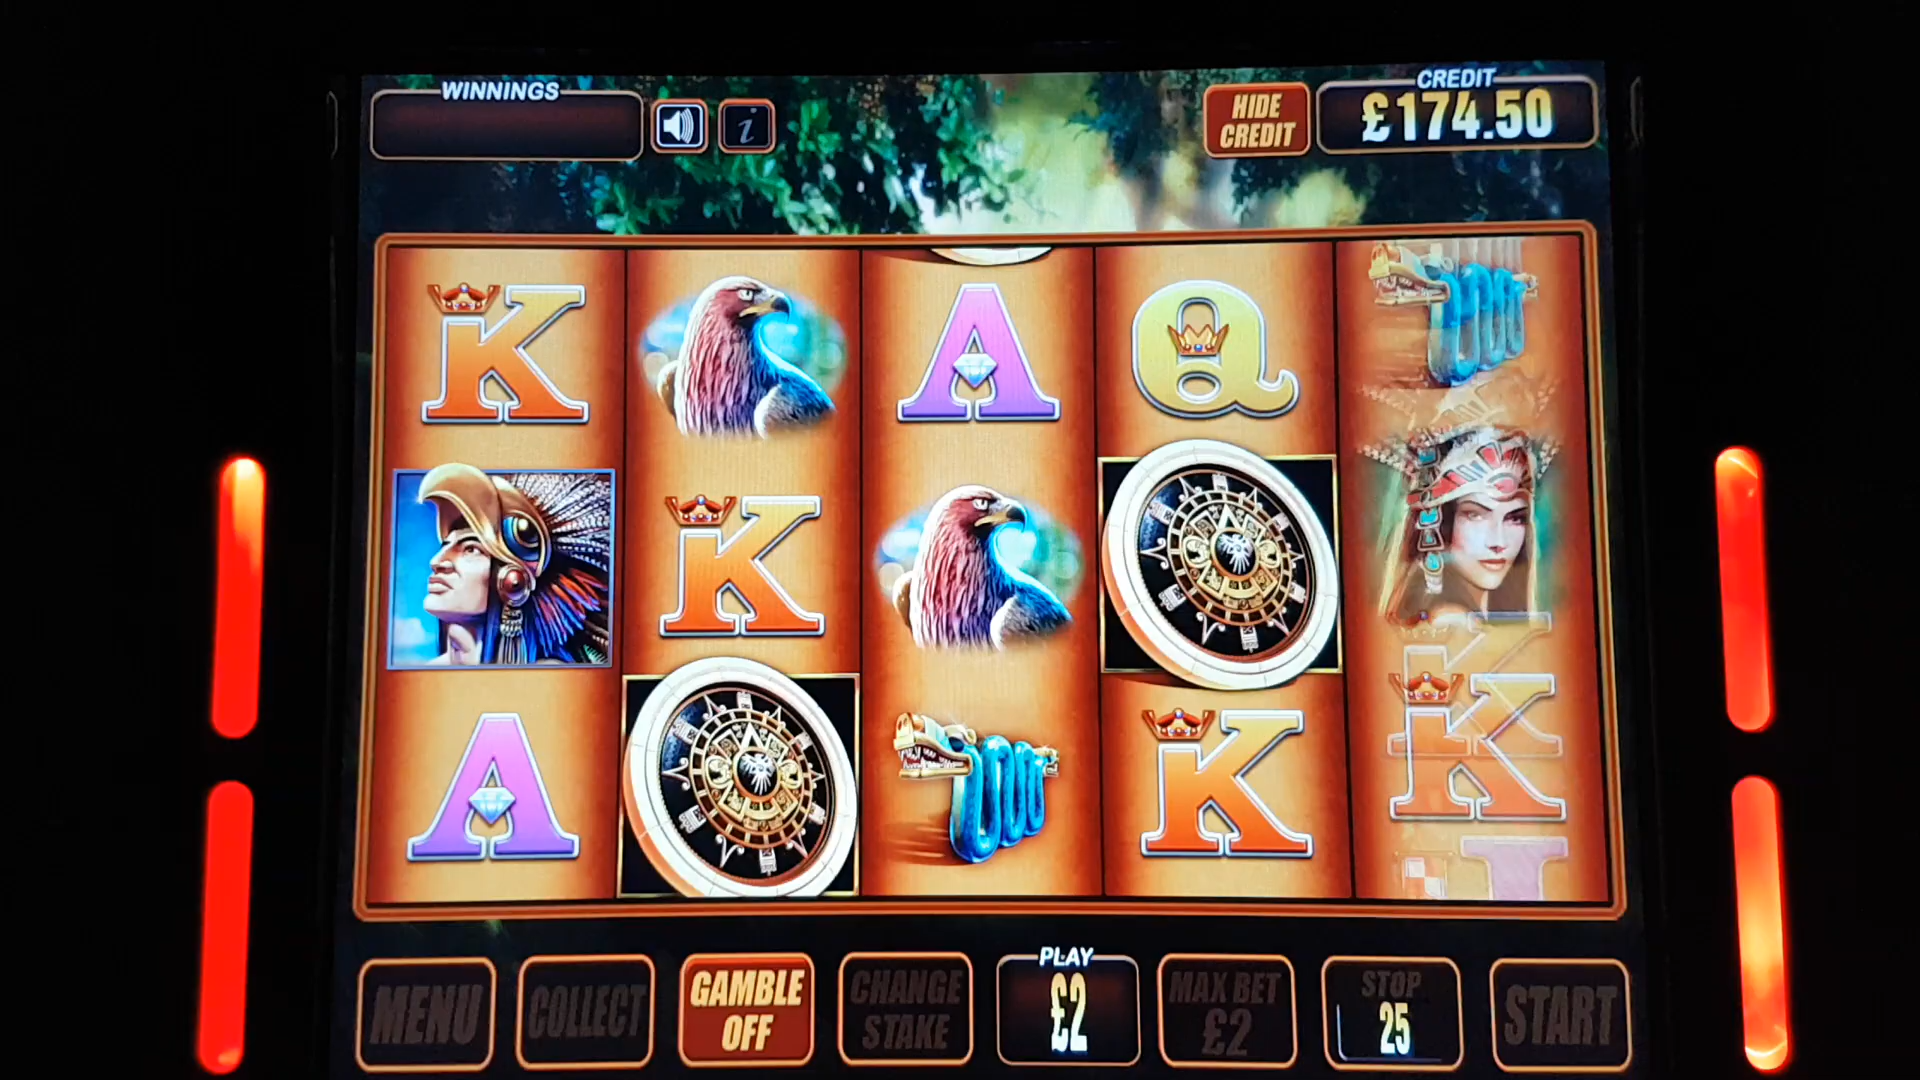 WINNINGS
i
HIDE
CREDIT
CREDIT
£174.50
K
A
Q
K
A
K
K
MENU
COLLECT
GAMBLE
OFF
CHANGE
STAKE
PLAY
£2
MAX BET
£2
STOP
25
START